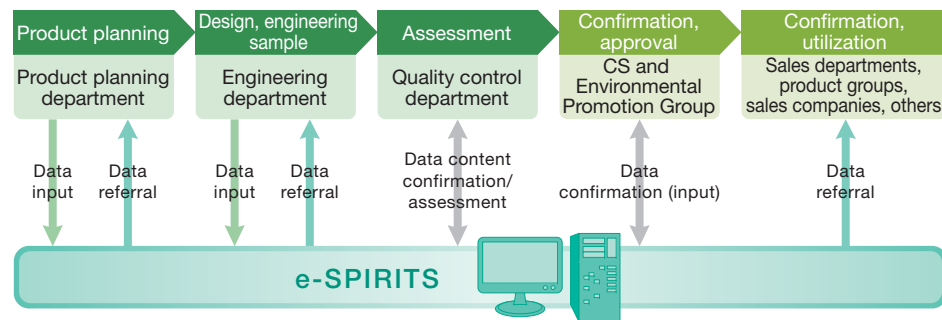 Product planning
Design, engineering
sample
Assessment
Confirmation,
approval
Confirmation,
utilization
Product planning
department
Engineering
department
Quality control
department
CS and
Environmental
Promotion Group
Sales departments,
product groups,
sales companies, others
Data
input
Data
referral
Data
input
Data
referral
Data content
confirmation/
assessment
Data
confirmation (input)
Data
referral
e-SPIRITS